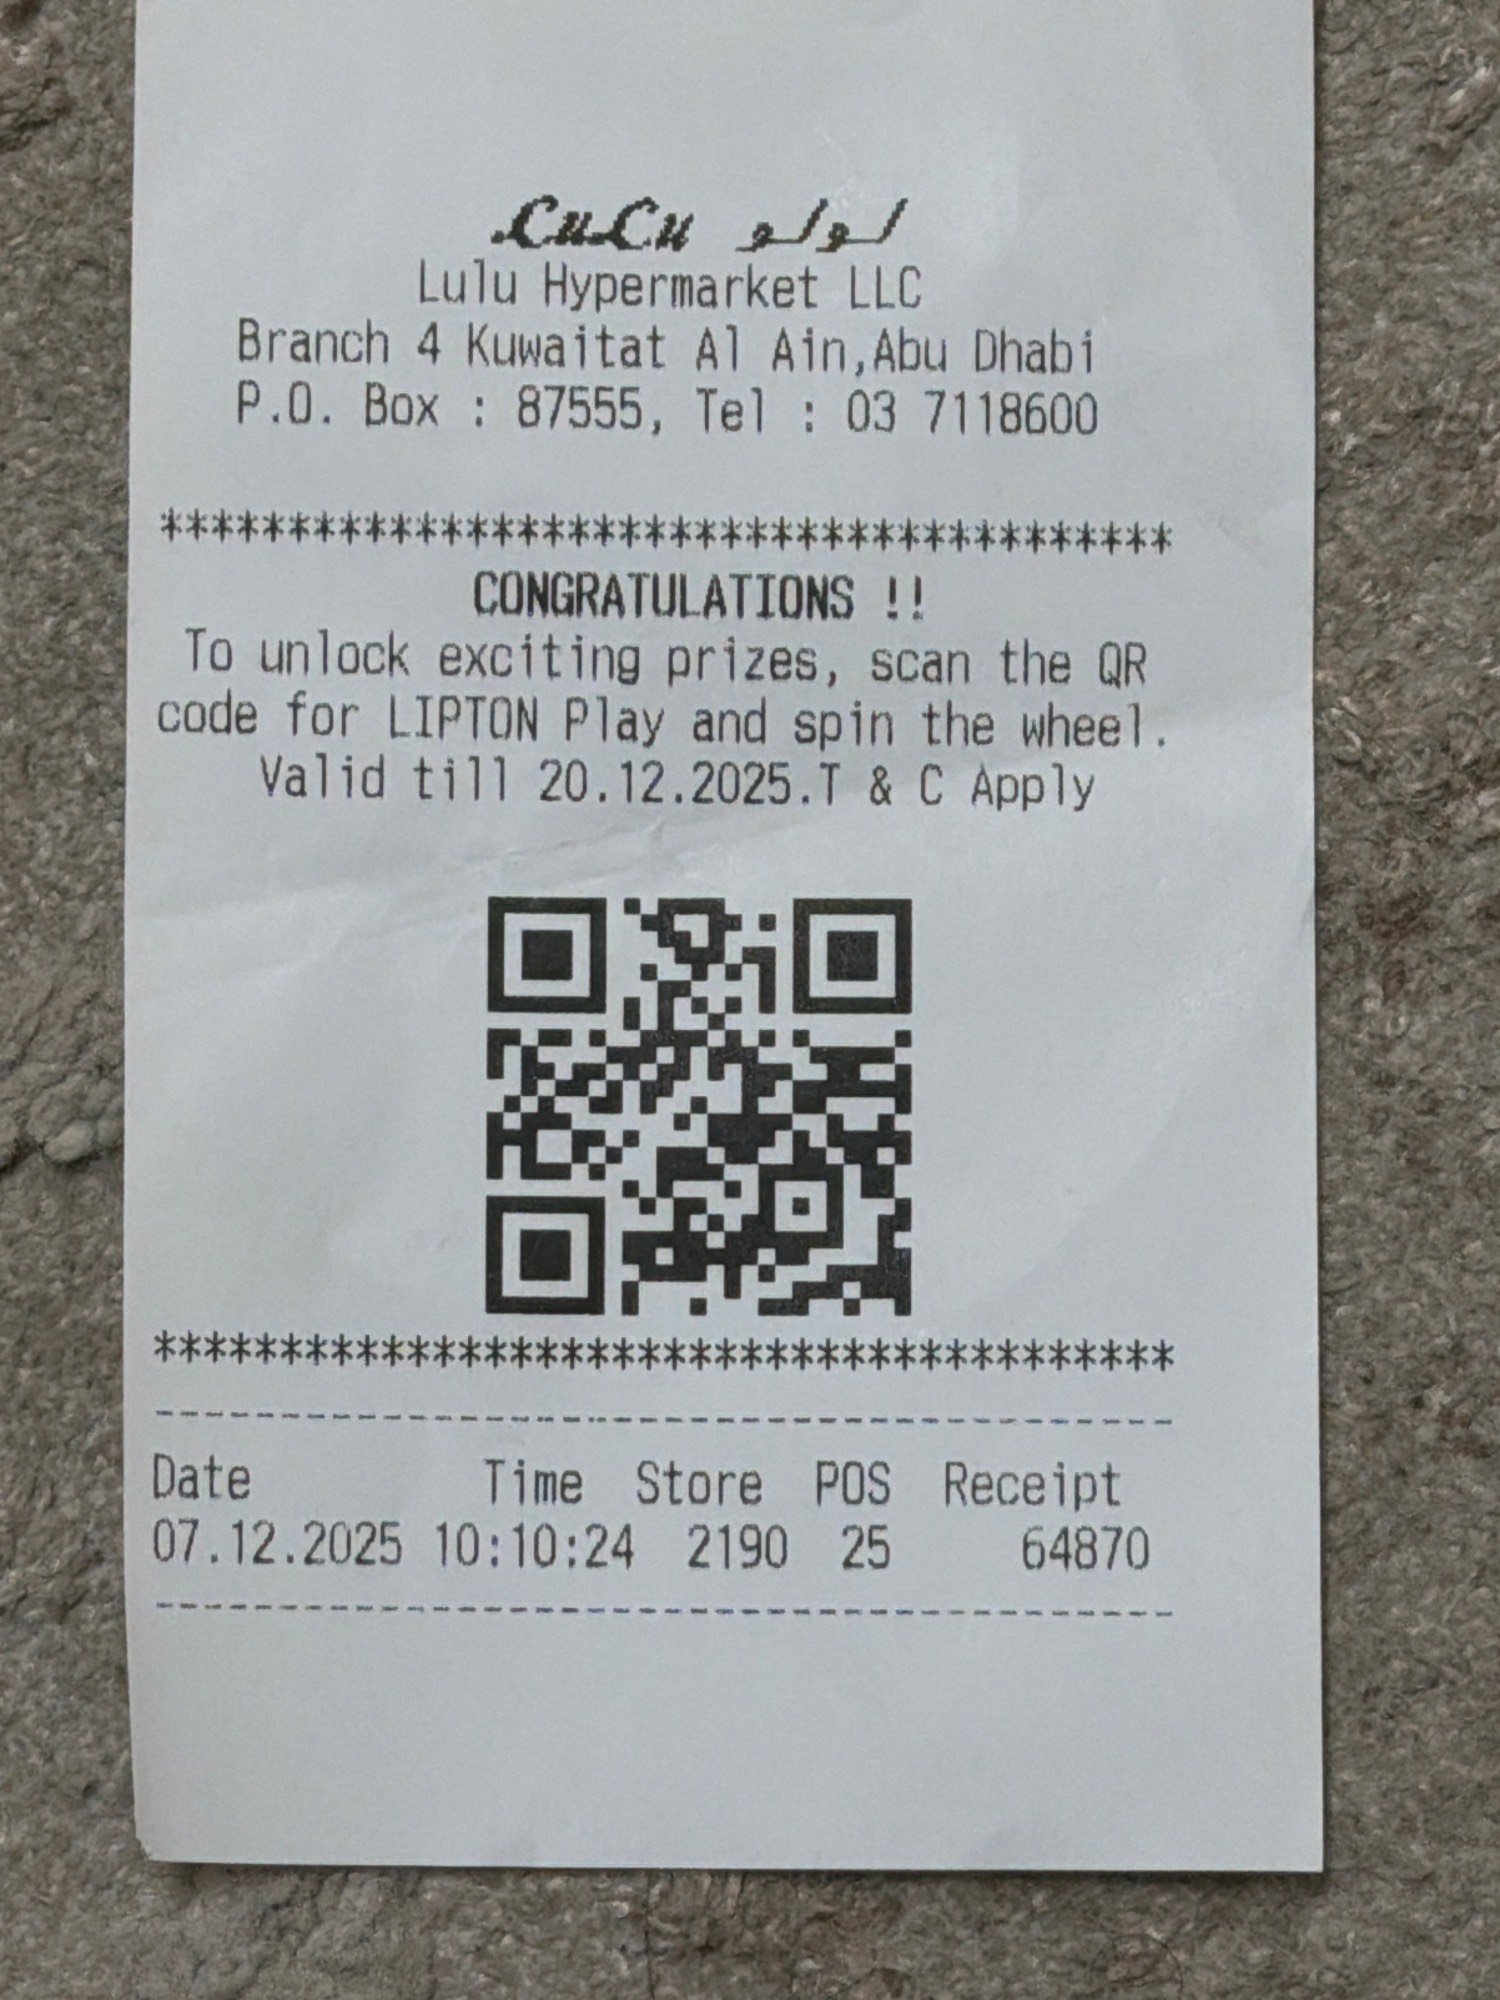 LuLu لولو
Lulu Hypermarket LLC
Branch 4 Kuwaitat Al Ain,Abu Dhabi
P.O. Box : 87555, Tel : 03 7118600
****************************************
CONGRATULATIONS !!
To unlock exciting prizes, scan the QR
code for LIPTON Play and spin the wheel.
Valid till 20.12.2025.T & C Apply
****************************************
----------------------------------------
Date Time Store POS Receipt
07.12.2025 10:10:24 2190 25 64870
----------------------------------------